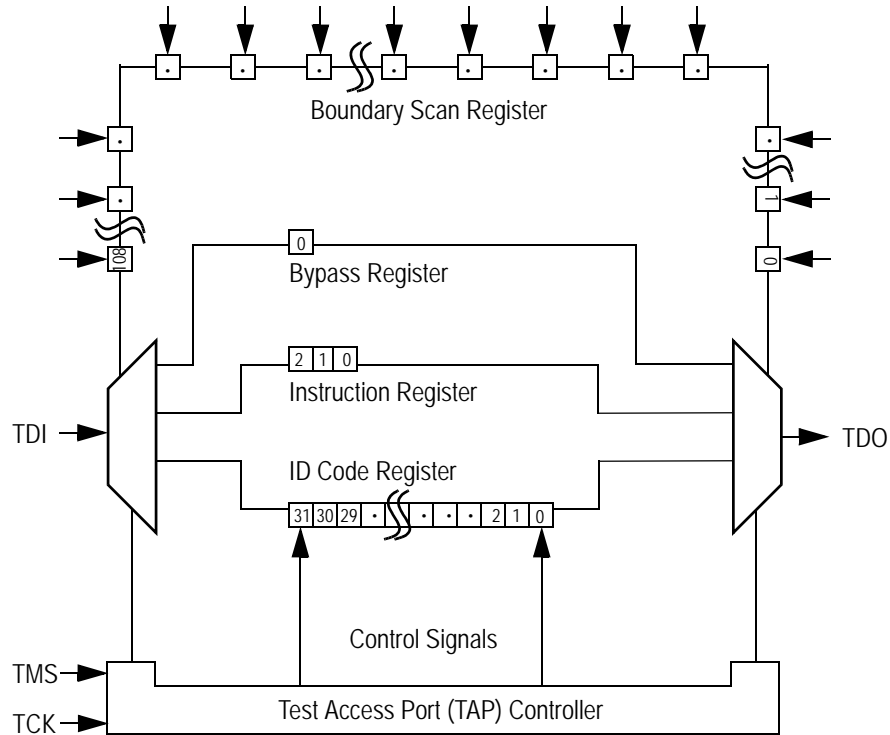 · · · · · · · ·
Boundary Scan Register
· ·
· 1
108 0
0
Bypass Register
2 1 0
Instruction Register
TDI TDO
ID Code Register
31 30 29 · · · · 2 1 0
Control Signals
TMS
Test Access Port (TAP) Controller
TCK